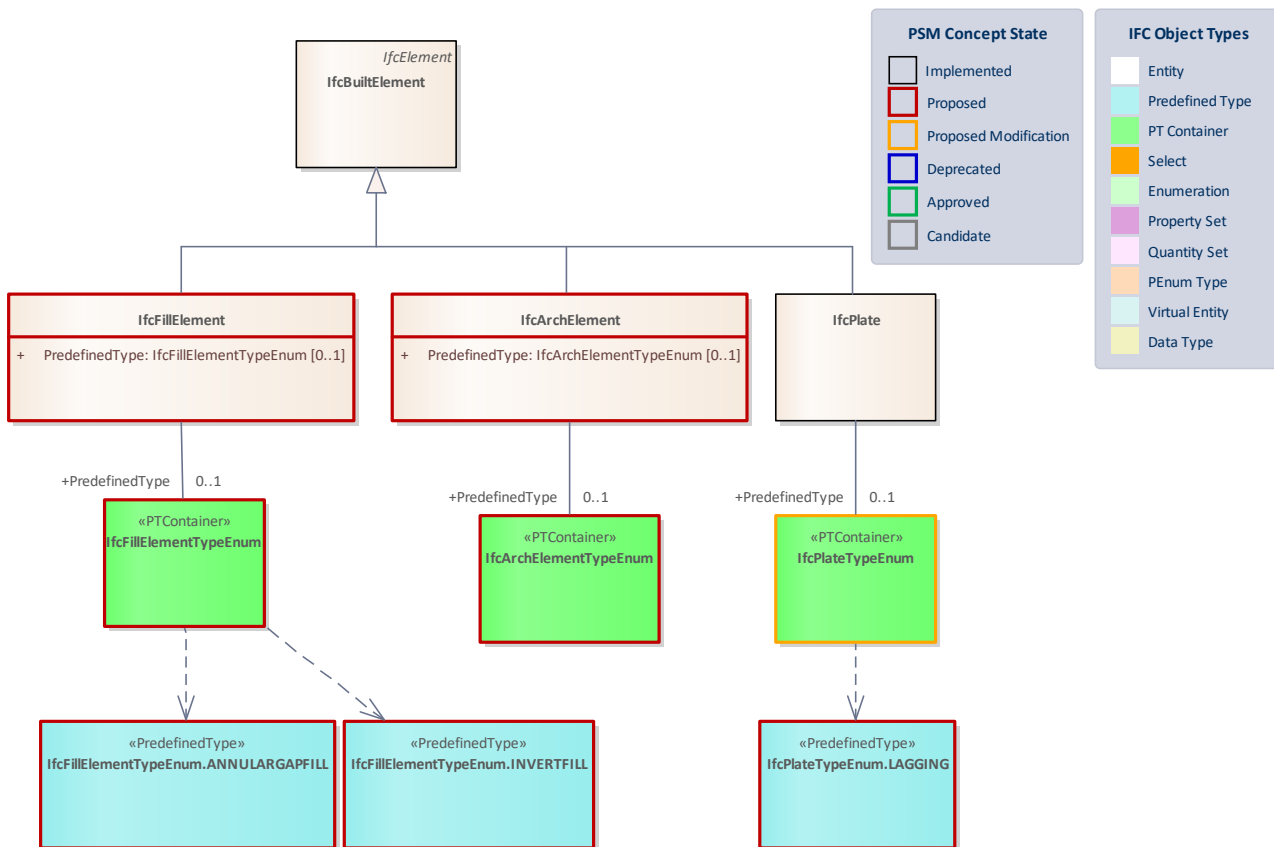 IfcElement
IfcBuiltElement
PSM Concept State
Implemented
Proposed
Proposed Modification
Deprecated
Approved
Candidate
IFC Object Types
Entity
Predefined Type
PT Container
Select
Enumeration
Property Set
Quantity Set
PEnum Type
Virtual Entity
Data Type
IfcFillElement
+ PredefinedType: IfcFillElementTypeEnum [0..1]
IfcArchElement
+ PredefinedType: IfcArchElementTypeEnum [0..1]
IfcPlate
+PredefinedType 0..1
«PTContainer»
IfcFillElementTypeEnum
+PredefinedType 0..1
«PTContainer»
IfcArchElementTypeEnum
+PredefinedType 0..1
«PTContainer»
IfcPlateTypeEnum
«PredefinedType»
IfcFillElementTypeEnum.ANNULARGAPFILL
«PredefinedType»
IfcFillElementTypeEnum.INVERTFILL
«PredefinedType»
IfcPlateTypeEnum.LAGGING